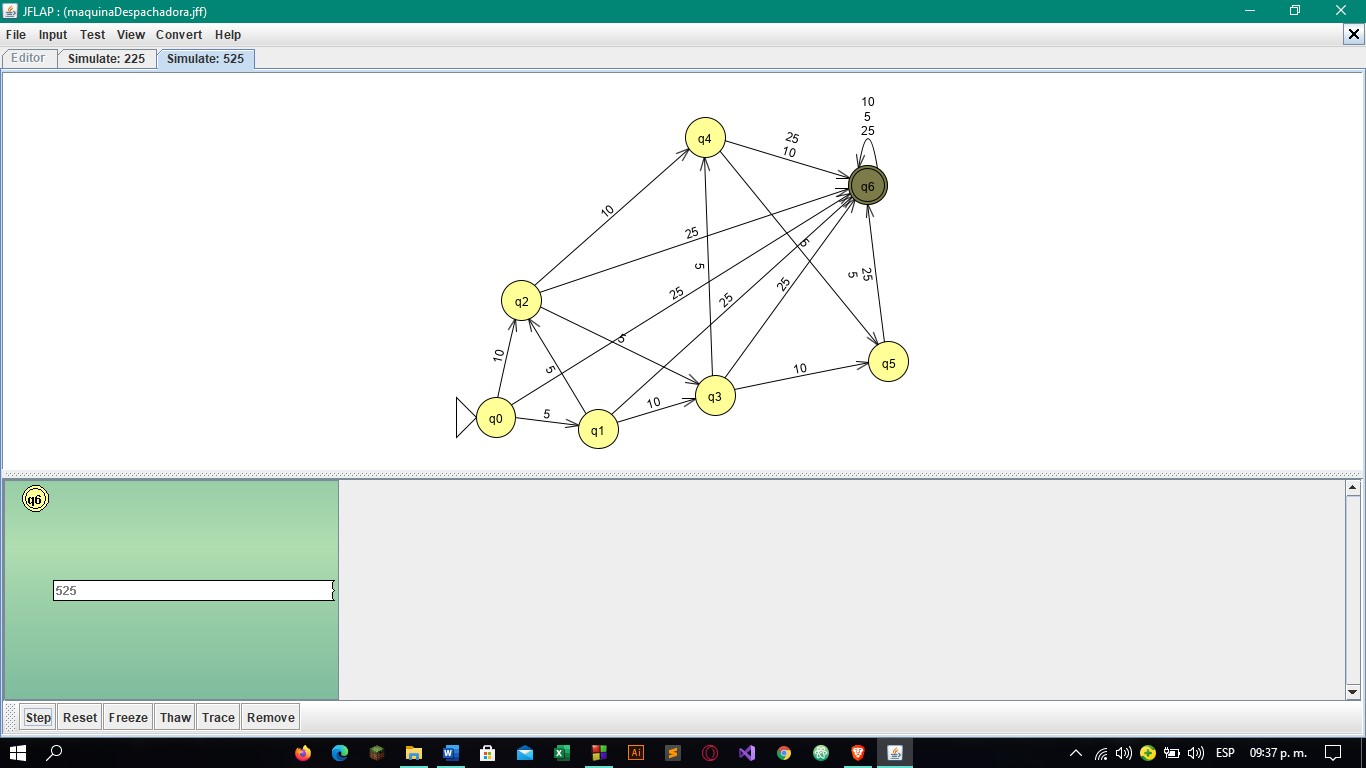 JFLAP : (maquinaDespachadora.jff)
File Input Test View Convert Help
Editor Simulate: 225 Simulate: 525
10
5
25
q4
25
10
q6
10
25
5
5
25
5
25
25
25
q2
5
10
5
10
q5
q3
10
q0
5
q1
q6
525
Step Reset Freeze Thaw Trace Remove
W
Ai
ESP 09:37 p. m.